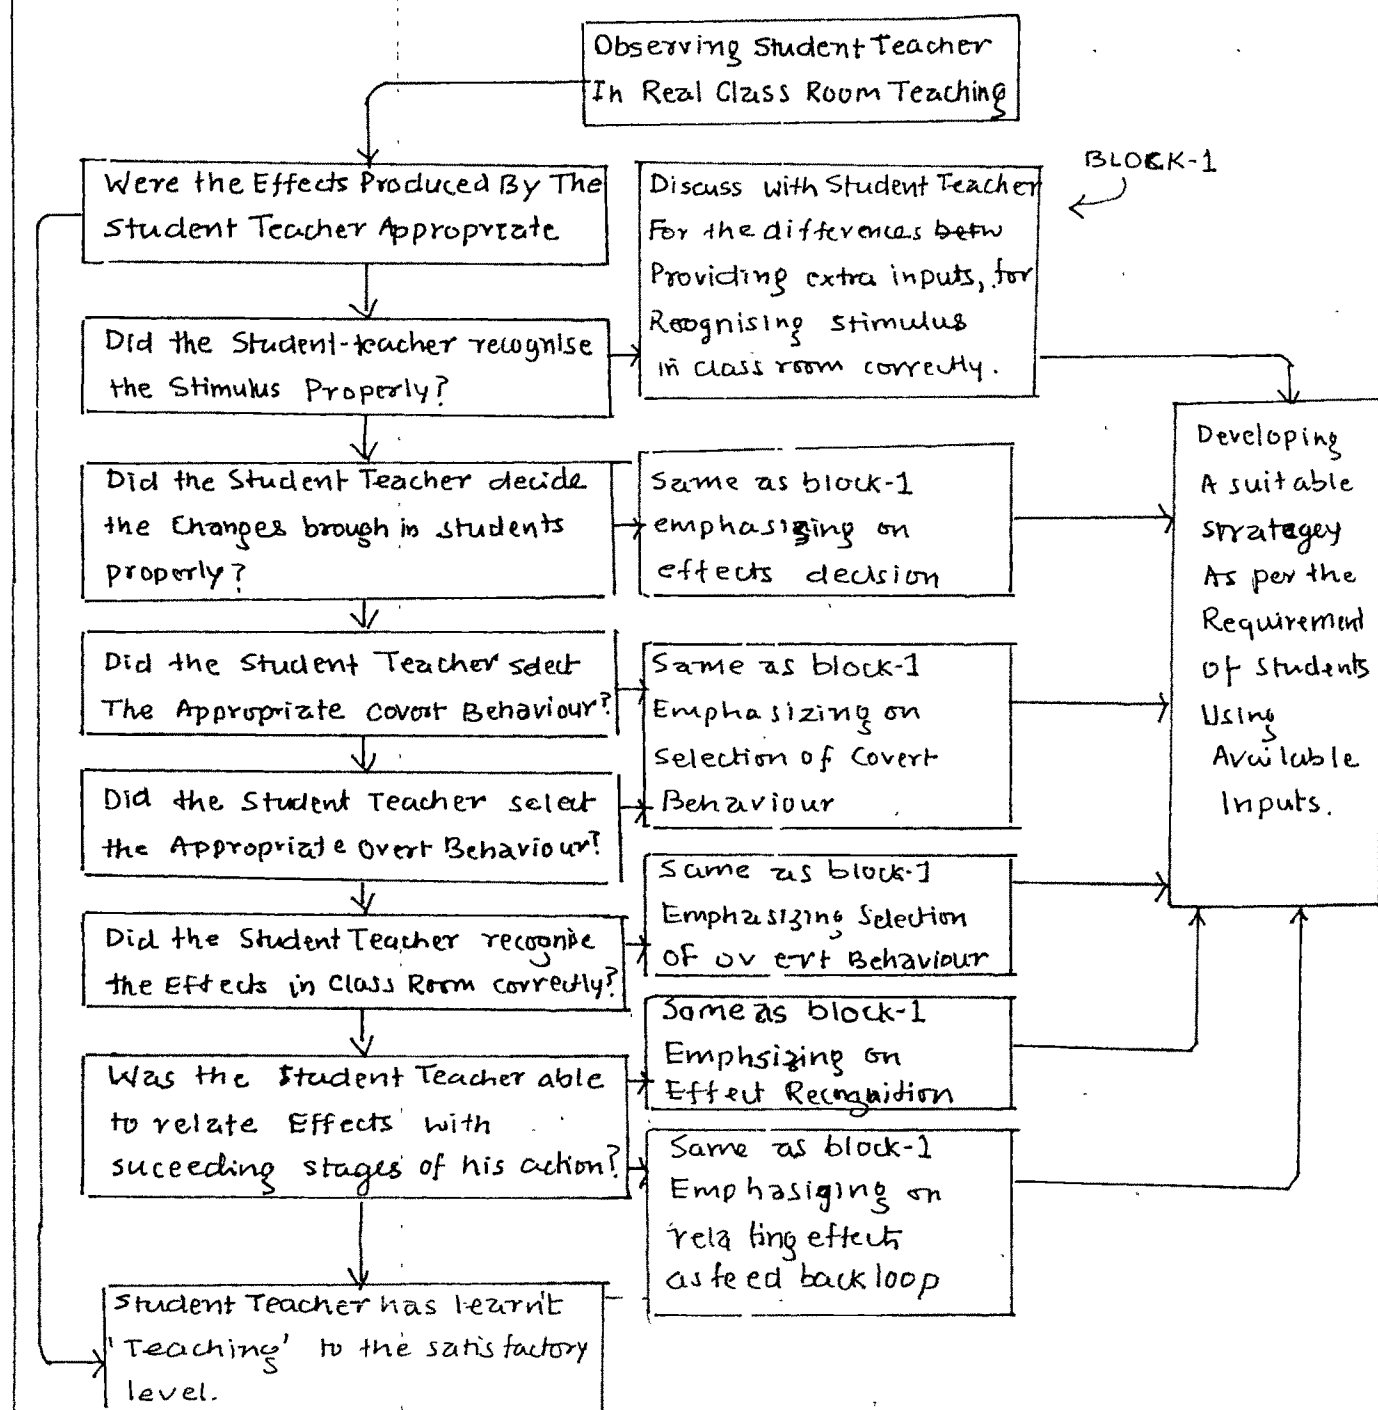 Observing Student Teacher
In Real Class Room Teaching
BLOCK-1
Were the Effects Produced By The
Student Teacher Appropriate
Discuss with Student Teacher
For the differences betw
Providing extra inputs, for
Recognising Stimulus
in class room correctly.
Did the Student-teacher recognise
the Stimulus Properly?
Did the Student Teacher decide
the Changes brough in students
properly?
Same as block-1
emphasizing on
effects decision
Developing
A suitable
strategey
As per the
Requirement
of students
Using
Available
Inputs.
Did the Student Teacher select
The Appropriate Covert Behaviour?
Same as block-1
Emphasizing on
Selection of Covert
Behaviour
Did the Student Teacher select
the Appropriate Overt Behaviour?
Same as block-1
Emphasizing Selection
of overt Behaviour
Did the Student Teacher recognise
the Effects in Class Room correctly?
Same as block-1
Emphsizing on
Effect Recognition
Was the Student Teacher able
to relate Effects with
suceeding stages of his action?
Same as block-1
Emphasiging on
relating effects
as feed back loop
Student Teacher has learn't
'Teaching' to the satisfactory
level.